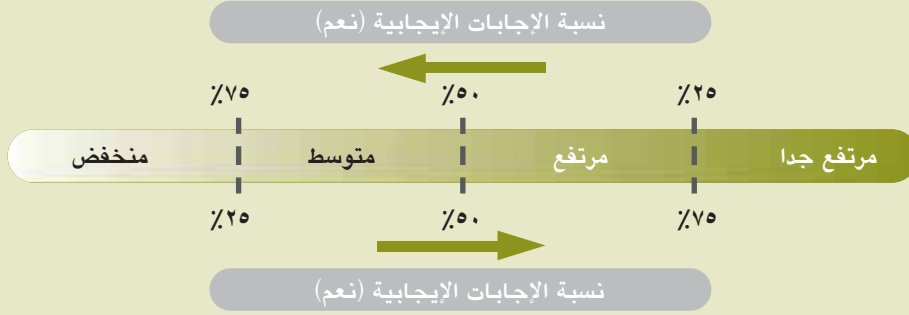 نسبة الإجابات الإيجابية (نعم)
٪٢٥ ٪٥٠ ٪٧٥
مرتفع جدا مرتفع متوسط منخفض
٪٧٥ ٪٥٠ ٪٢٥
نسبة الإجابات الإيجابية (نعم)